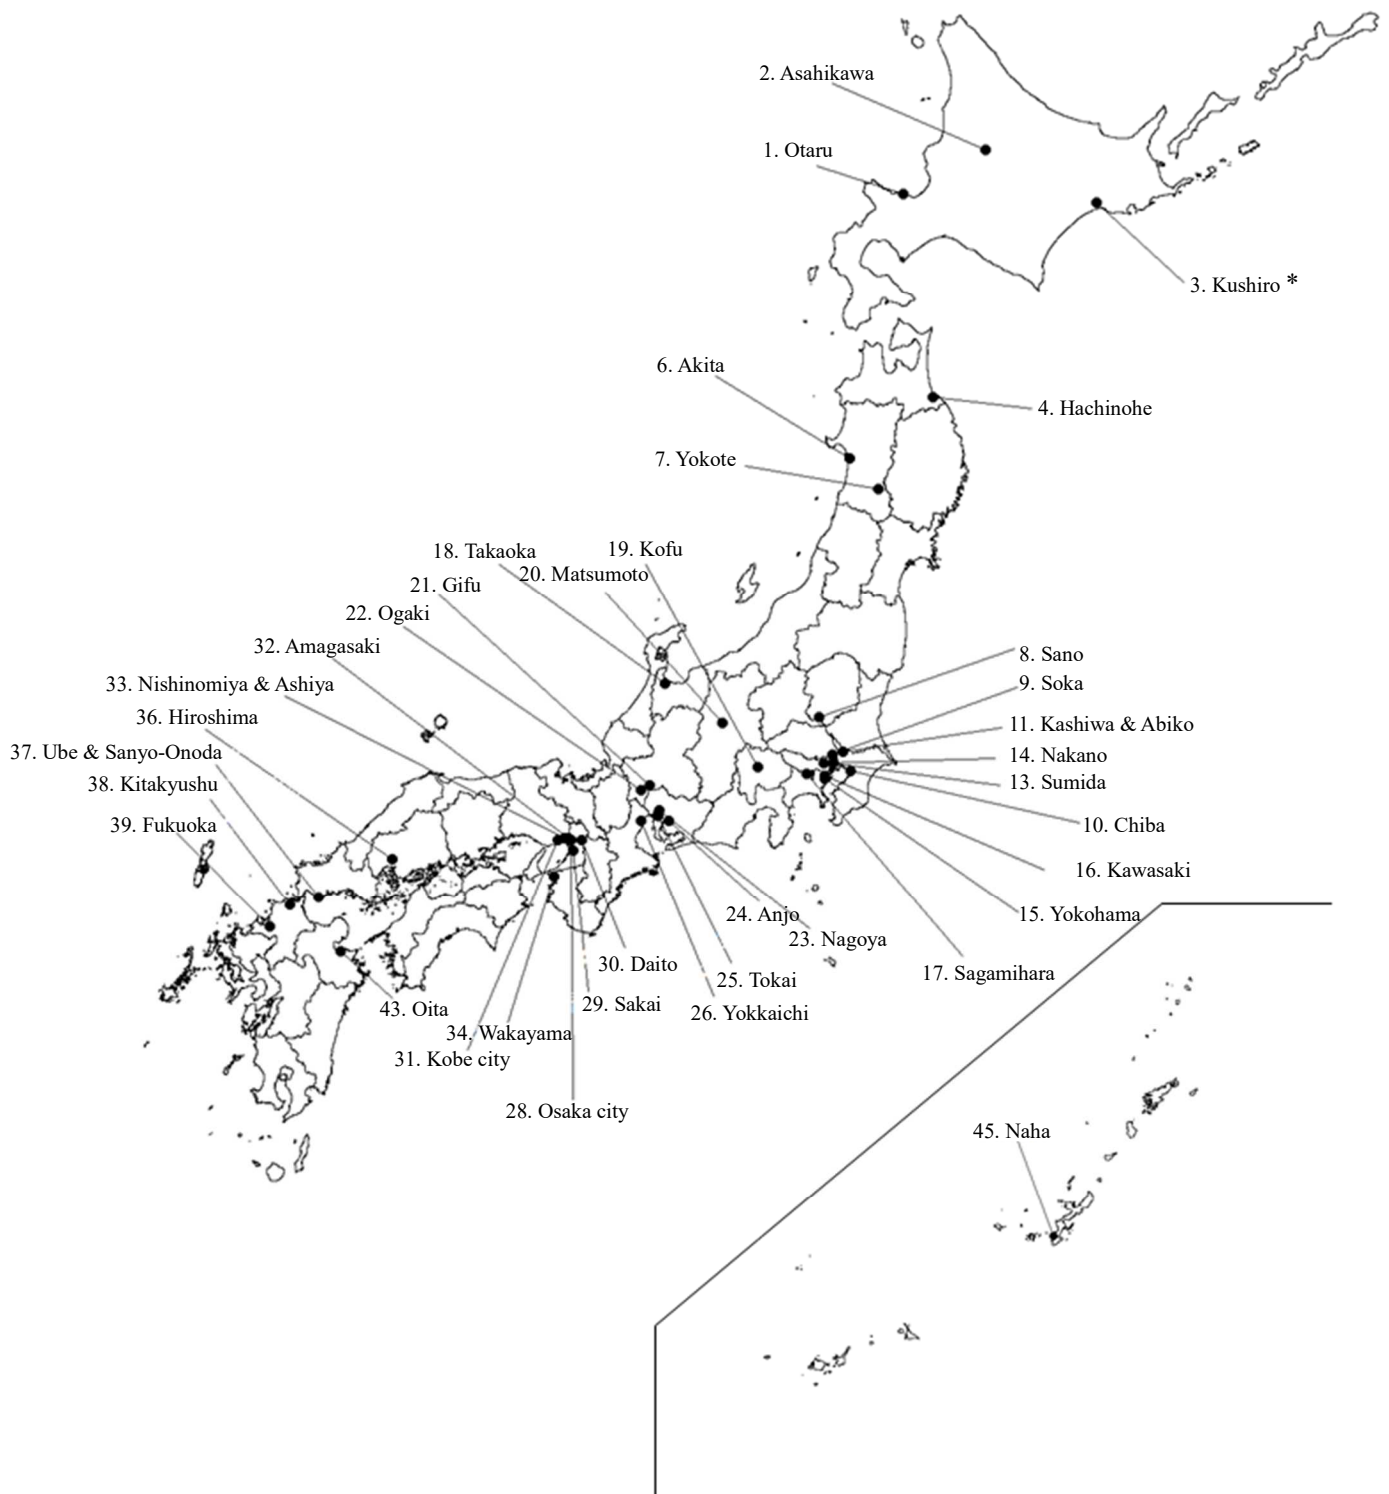 2. Asahikawa
1. Otaru
3. Kushiro *
6. Akita
4. Hachinohe
7. Yokote
18. Takaoka
19. Kofu
20. Matsumoto
21. Gifu
22. Ogaki
32. Amagasaki
8. Sano
33. Nishinomiya & Ashiya
9. Soka
36. Hiroshima
11. Kashiwa & Abiko
37. Ube & Sanyo-Onoda
14. Nakano
38. Kitakyushu
13. Sumida
39. Fukuoka
10. Chiba
16. Kawasaki
24. Anjo
15. Yokohama
23. Nagoya
30. Daito
17. Sagamihara
25. Tokai
43. Oita
29. Sakai
26. Yokkaichi
34. Wakayama
31. Kobe city
28. Osaka city
45. Naha